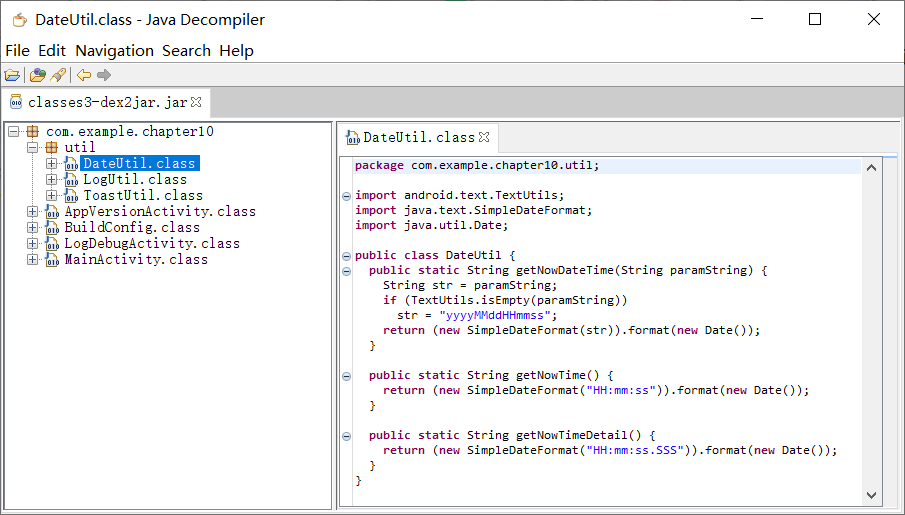 DateUtil.class - Java Decompiler
File Edit Navigation Search Help
classes3-dex2jar.jar
com.example.chapter10
util
DateUtil.class
LogUtil.class
ToastUtil.class
AppVersionActivity.class
BuildConfig.class
LogDebugActivity.class
MainActivity.class
DateUtil.class
package com.example.chapter10.util;
import android.text.TextUtils;
import java.text.SimpleDateFormat;
import java.util.Date;
public class DateUtil {
  public static String getNowDateTime(String paramString) {
    String str = paramString;
    if (TextUtils.isEmpty(paramString))
      str = "yyyyMMddHHmmss";
    return (new SimpleDateFormat(str)).format(new Date());
  }
  public static String getNowTime() {
    return (new SimpleDateFormat("HH:mm:ss")).format(new Date());
  }
  public static String getNowTimeDetail() {
    return (new SimpleDateFormat("HH:mm:ss.SSS")).format(new Date());
  }
}